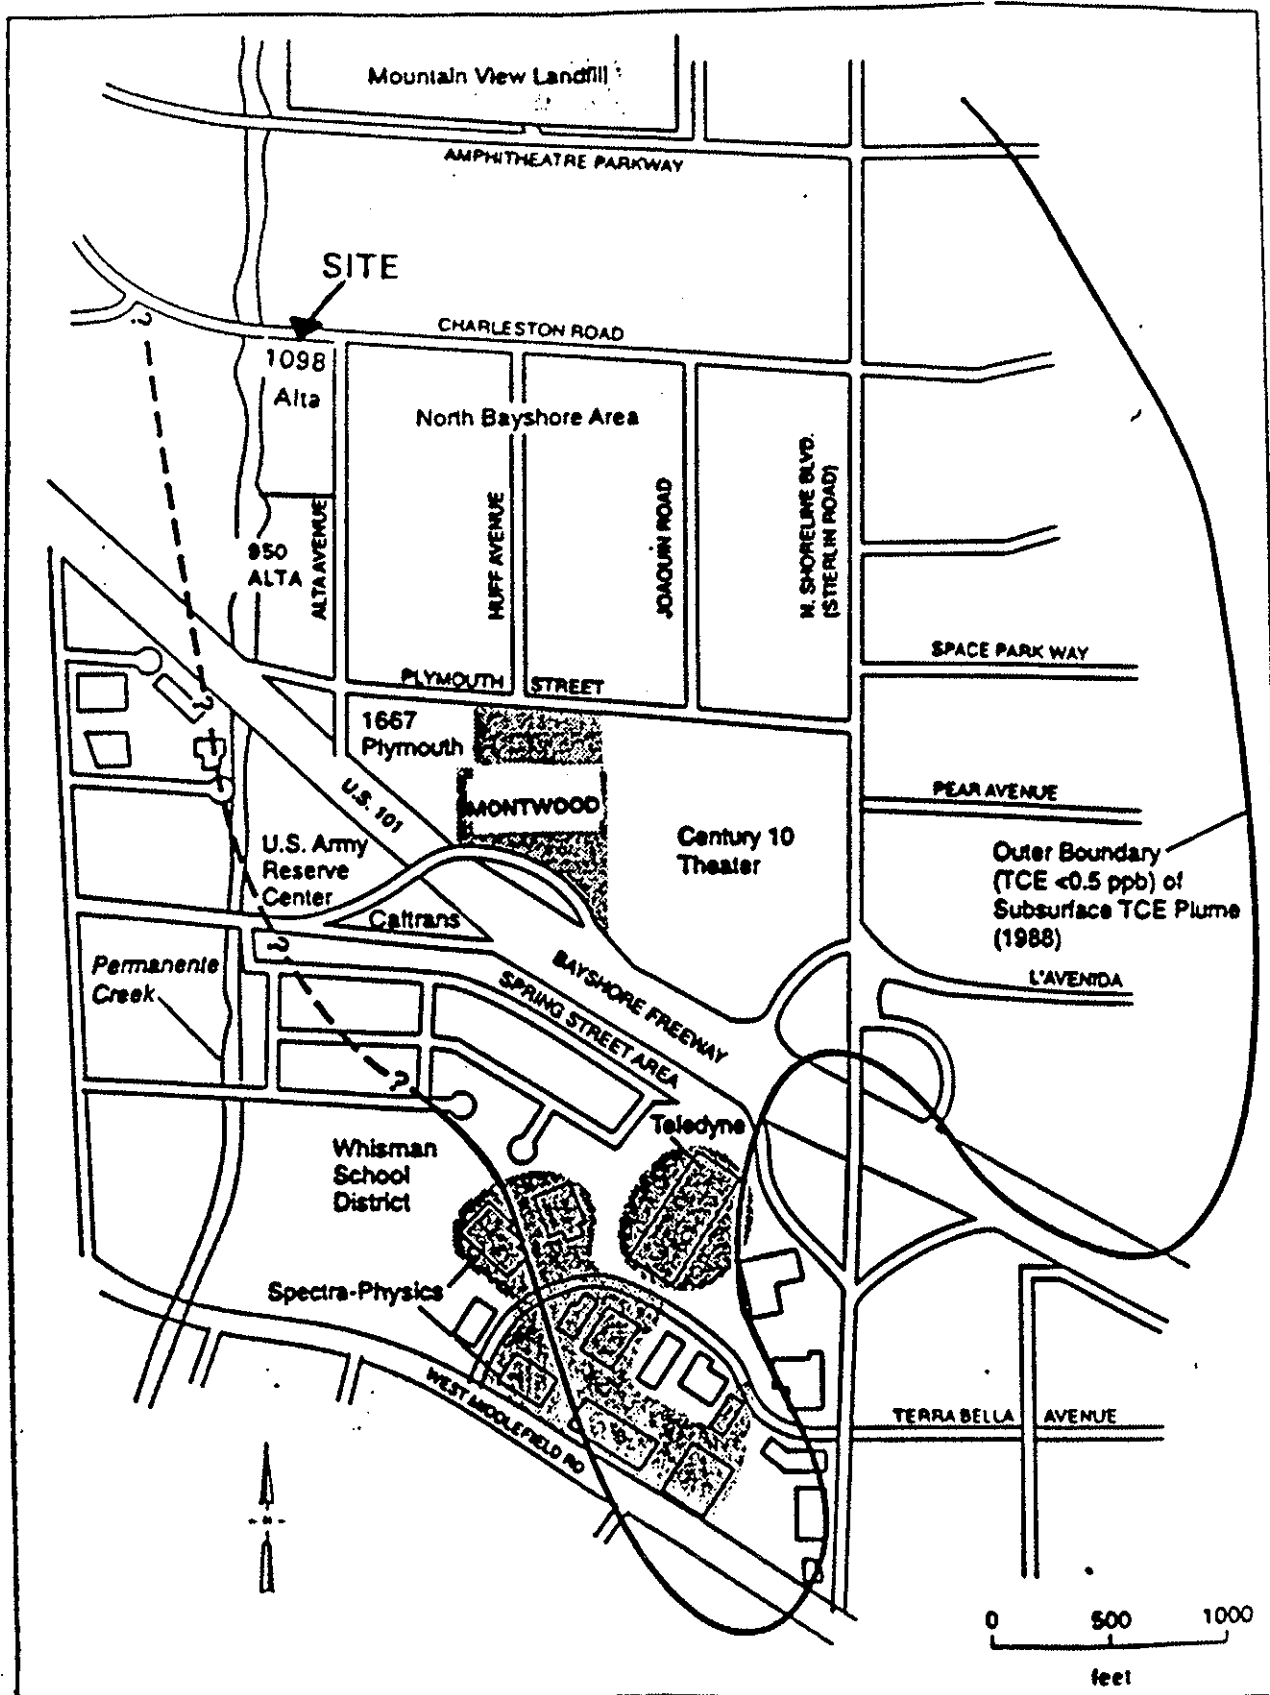 Mountain View Landfill
AMPHITHEATRE PARKWAY
SITE
CHARLESTON ROAD
?
1098
Alta
North Bayshore Area
N. SHORELINE BLVD.
(STIERLIN ROAD)
HUFF AVENUE
JOAQUIN ROAD
ALTA AVENUE
950
ALTA
SPACE PARK WAY
PLYMOUTH STREET
?
1667
Plymouth
U.S. 101
MONTWOOD
PEAR AVENUE
Century 10
Theater
U.S. Army
Reserve
Center
Outer Boundary
(TCE <0.5 ppb) of
Subsurface TCE Plume
(1988)
Caltrans
?
Permanente
Creek
BAYSHORE FREEWAY
SPRING STREET AREA
L'AVENIDA
?
Teledyne
Whisman
School
District
Spectra-Physics
WEST MIDDLEFIELD RD
TERRA BELLA AVENUE
0 500 1000
feet